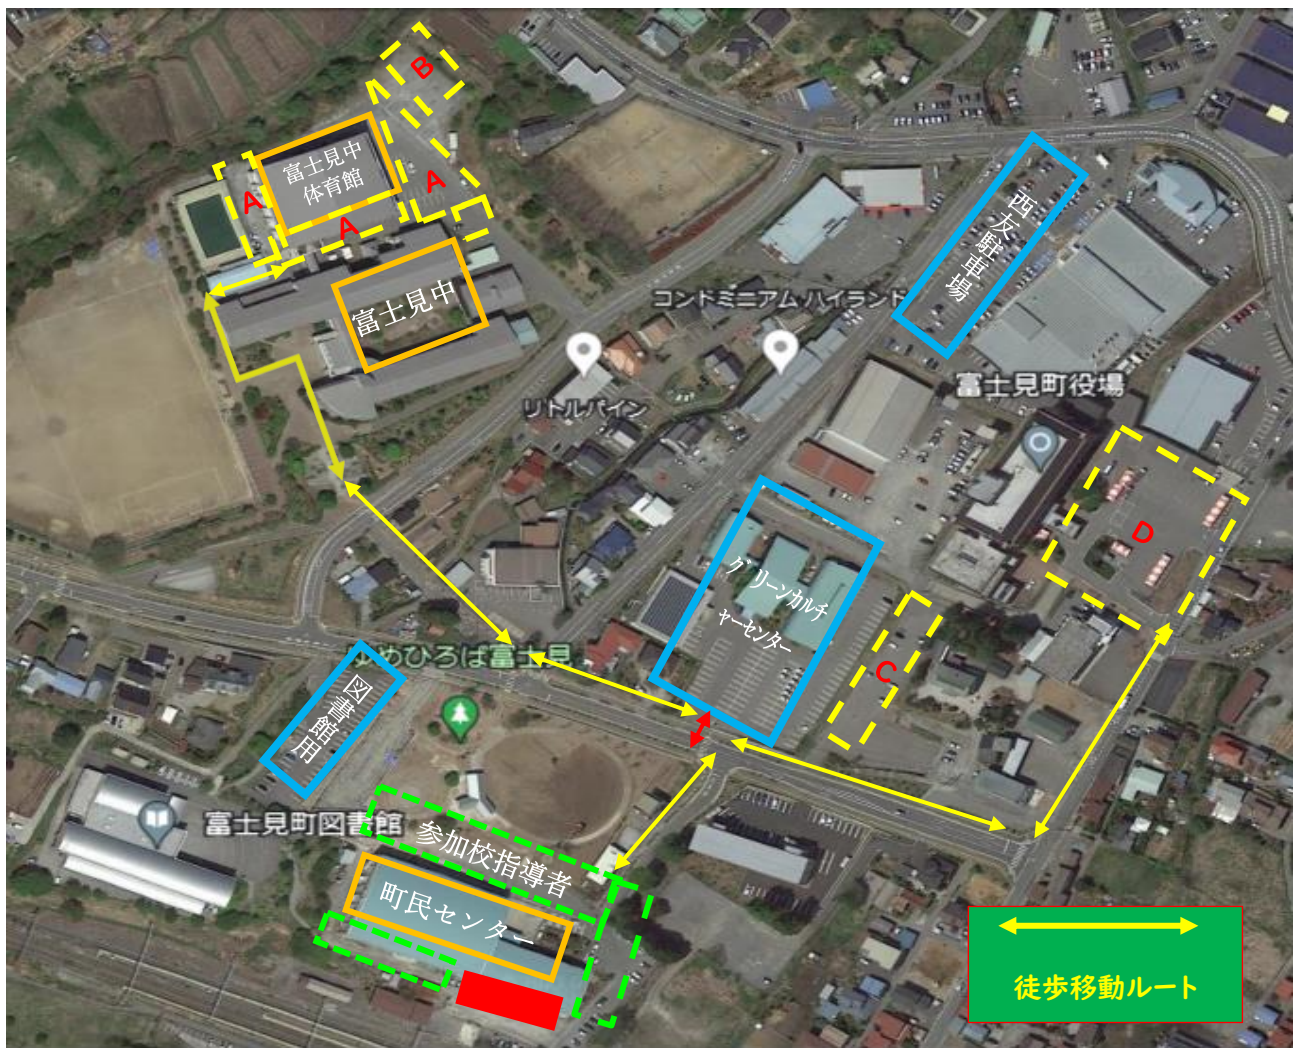 B
富士見中
体育館
A
A
A
西友駐車場
富士見中
コンドミニアム ハイランド
リトルパイン
富士見町役場
D
グリーンカルチ
ャーセンター
ゆめひろば富士見
C
図書館用
富士見町図書館
参加校指導者
町民センター
徒歩移動ルート